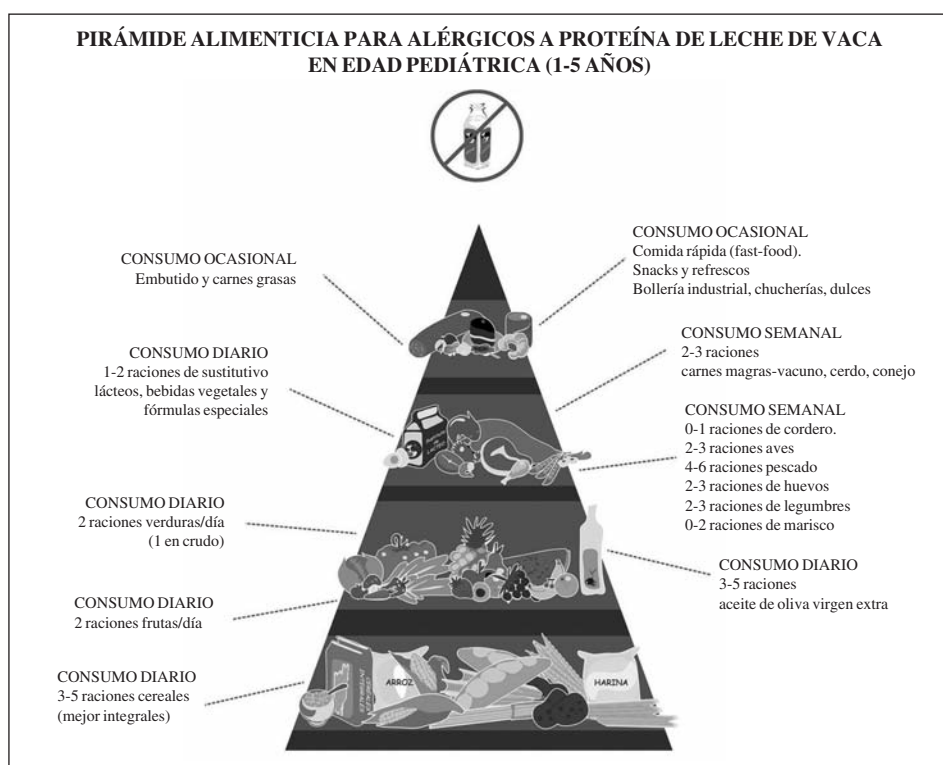 PIRÁMIDE ALIMENTICIA PARA ALÉRGICOS A PROTEÍNA DE LECHE DE VACA
EN EDAD PEDIÁTRICA (1-5 AÑOS)
CONSUMO OCASIONAL
Embutido y carnes grasas
CONSUMO OCASIONAL
Comida rápida (fast-food).
Snacks y refrescos
Bollería industrial, chucherías, dulces
CONSUMO DIARIO
1-2 raciones de sustitutivo
lácteos, bebidas vegetales y
fórmulas especiales
CONSUMO SEMANAL
2-3 raciones
carnes magras-vacuno, cerdo, conejo
CONSUMO SEMANAL
0-1 raciones de cordero.
2-3 raciones aves
4-6 raciones pescado
2-3 raciones de huevos
2-3 raciones de legumbres
0-2 raciones de marisco
CONSUMO DIARIO
2 raciones verduras/día
(1 en crudo)
CONSUMO DIARIO
3-5 raciones
aceite de oliva virgen extra
CONSUMO DIARIO
2 raciones frutas/día
CONSUMO DIARIO
3-5 raciones cereales
(mejor integrales)
ARROZ
HARINA